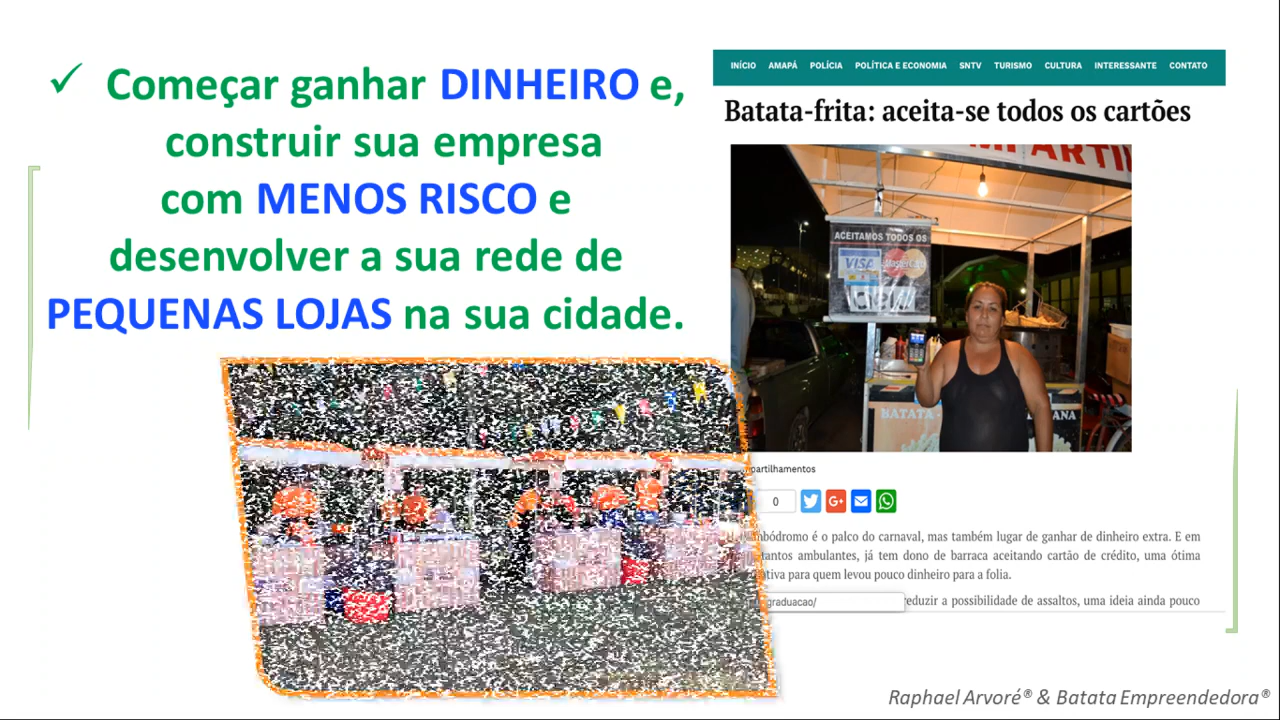 ✓ Começar ganhar DINHEIRO e,
construir sua empresa
com MENOS RISCO e
desenvolver a sua rede de
PEQUENAS LOJAS na sua cidade.
INÍCIO AMAPÁ POLÍCIA POLÍTICA E ECONOMIA SNTV TURISMO CULTURA INTERESSANTE CONTATO
Batata-frita: aceita-se todos os cartões
ACEITAMOS TODOS OS
VISA
BATATA -
partilhamentos
0
é o palco do carnaval, mas também lugar de ganhar de dinheiro extra. E em
tantos ambulantes, já tem dono de barraca aceitando cartão de crédito, uma ótima
para quem levou pouco dinheiro para a folia.
graduacao/
reduzir a possibilidade de assaltos, uma ideia ainda pouco
Raphael Arvoré® & Batata Empreendedora®